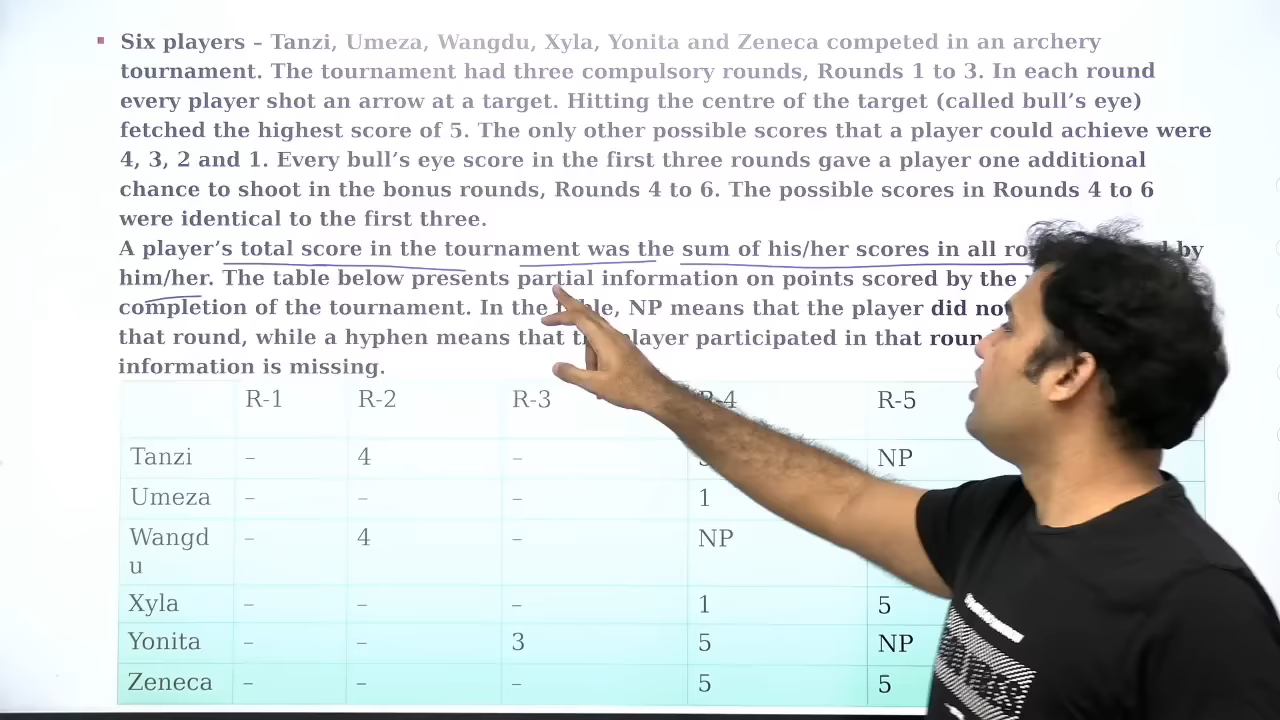 Six players – Tanzi, Umeza, Wangdu, Xyla, Yonita and Zeneca competed in an archery
tournament. The tournament had three compulsory rounds, Rounds 1 to 3. In each round
every player shot an arrow at a target. Hitting the centre of the target (called bull’s eye)
fetched the highest score of 5. The only other possible scores that a player could achieve were
4, 3, 2 and 1. Every bull’s eye score in the first three rounds gave a player one additional
chance to shoot in the bonus rounds, Rounds 4 to 6. The possible scores in Rounds 4 to 6
were identical to the first three.
A player’s total score in the tournament was the sum of his/her scores in all by
him/her. The table below presents partial information on points scored by the
completion of the tournament. In the NP means that the player did
that round, while a hyphen means that player participated in that
information is missing.
R-1 R-2 R-3 R-4 R-5
Tanzi – 4 – NP
Umeza – – – 1
Wangd – 4 – NP
u
Xyla – – – 1 5
Yonita – – 3 5 NP
Zeneca – – – 5 5